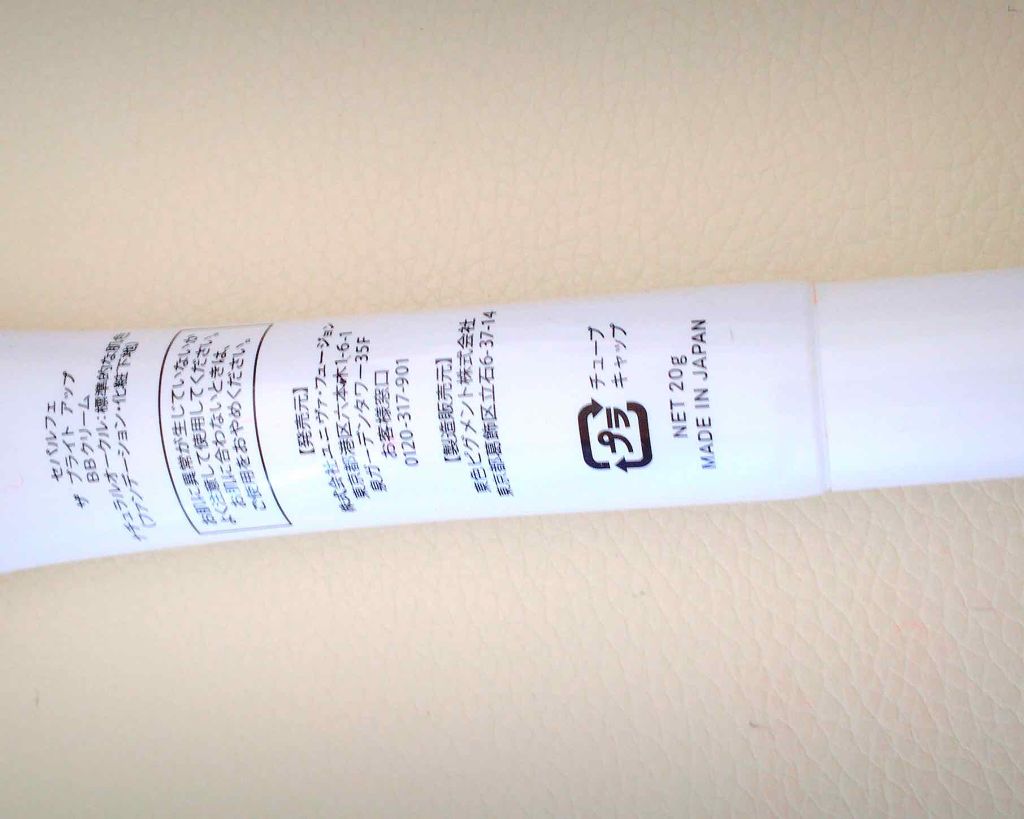 セパルフェ
ザ ブライト アップ
BBクリーム
ナチュラルオークル:標準的な肌色
(ファンデーション・化粧下地)
お肌に異常が生じていないか
よく注意して使用してください。
お肌に合わないときは、
ご使用をおやめください。
【発売元】
株式会社 ユニヴァ・フュージョン
東京都港区六本木1-6-1
泉ガーデンタワー35F
お客様窓口
0120-317-901
【製造販売元】
東色ピグメント株式会社
東京都葛飾区立石6-37-14
プラ
チューブ
キャップ
NET 20g
MADE IN JAPAN